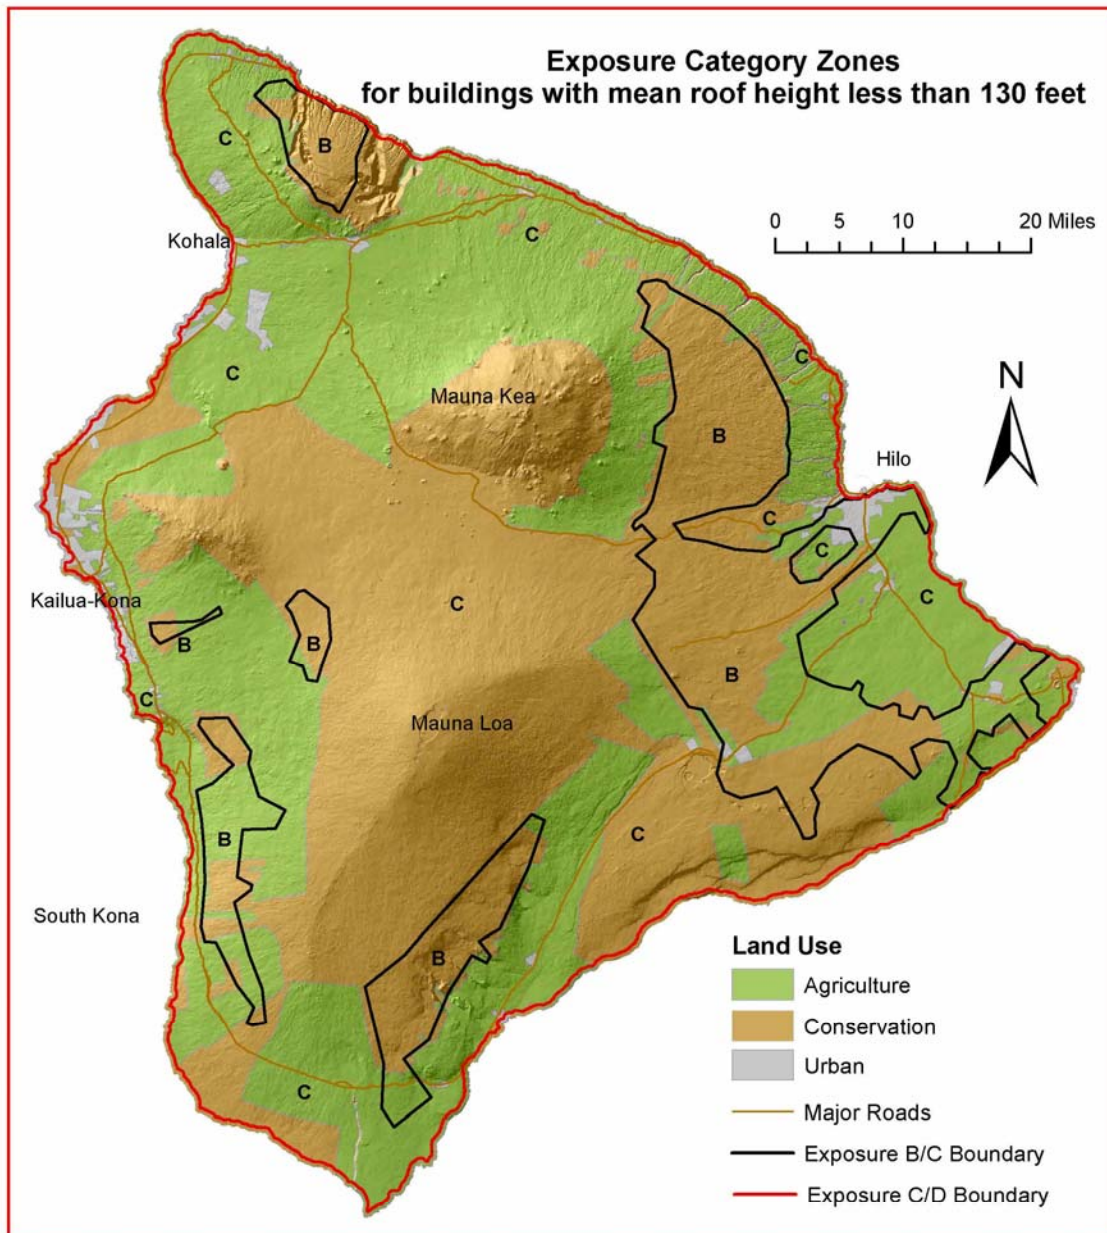 Exposure Category Zones
for buildings with mean roof height less than 130 feet
C
B
0 5 10 20 Miles
Kohala
C
C
C
N
Mauna Kea
B
Hilo
C
C
Kailua-Kona
C
C
B
B
B
C
Mauna Loa
B
C
South Kona
B
C
Land Use
Agriculture
Conservation
Urban
Major Roads
Exposure B/C Boundary
Exposure C/D Boundary